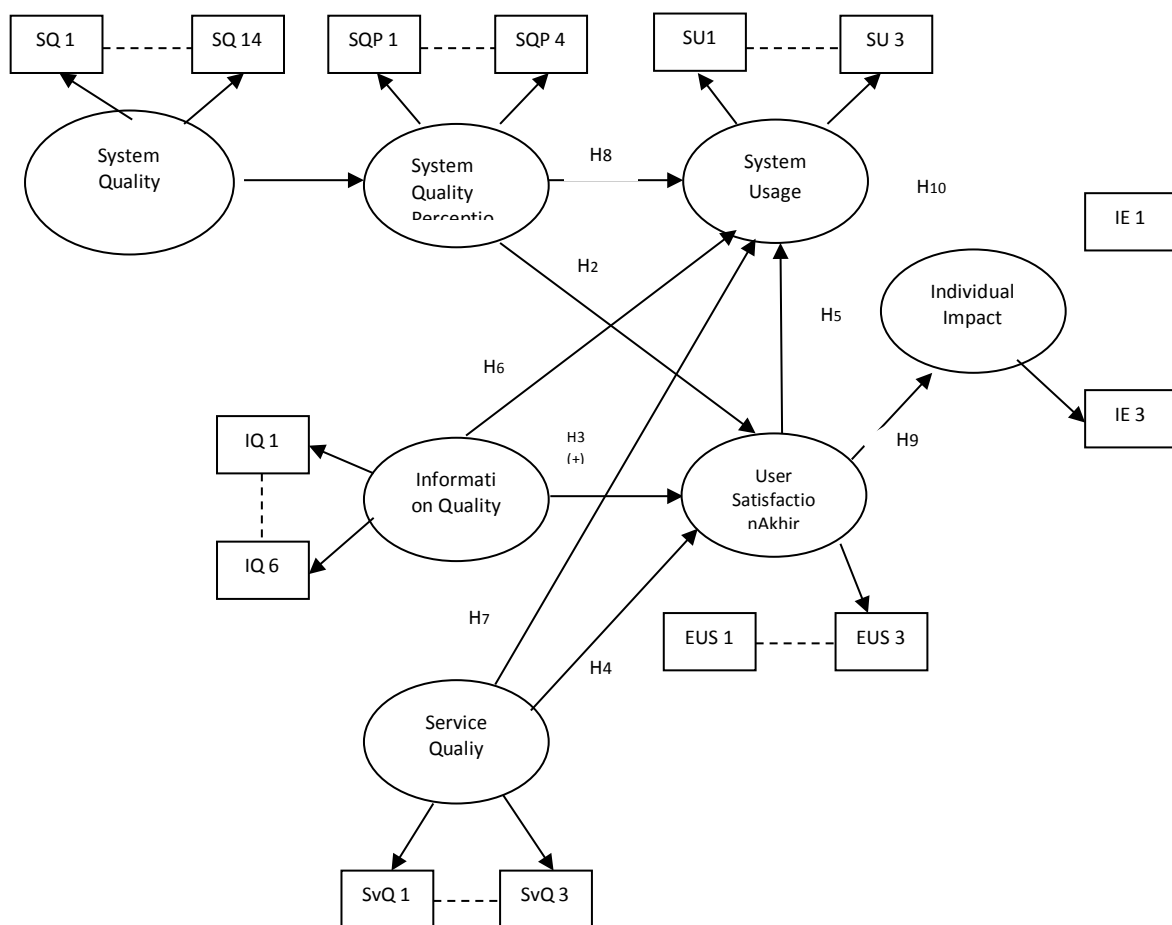 SQ 1
SQ 14
SQP 1
SQP 4
SU1
SU 3
System
Quality
System
Quality
Perceptio
H8
System
Usage
H10
IE 1
H2
Individual
Impact
H5
H6
IE 3
IQ 1
H3
(+)
H9
Informati
on Quality
User
Satisfactio
nAkhir
IQ 6
H7
EUS 1
EUS 3
H4
Service
Qualiy
SvQ 1
SvQ 3